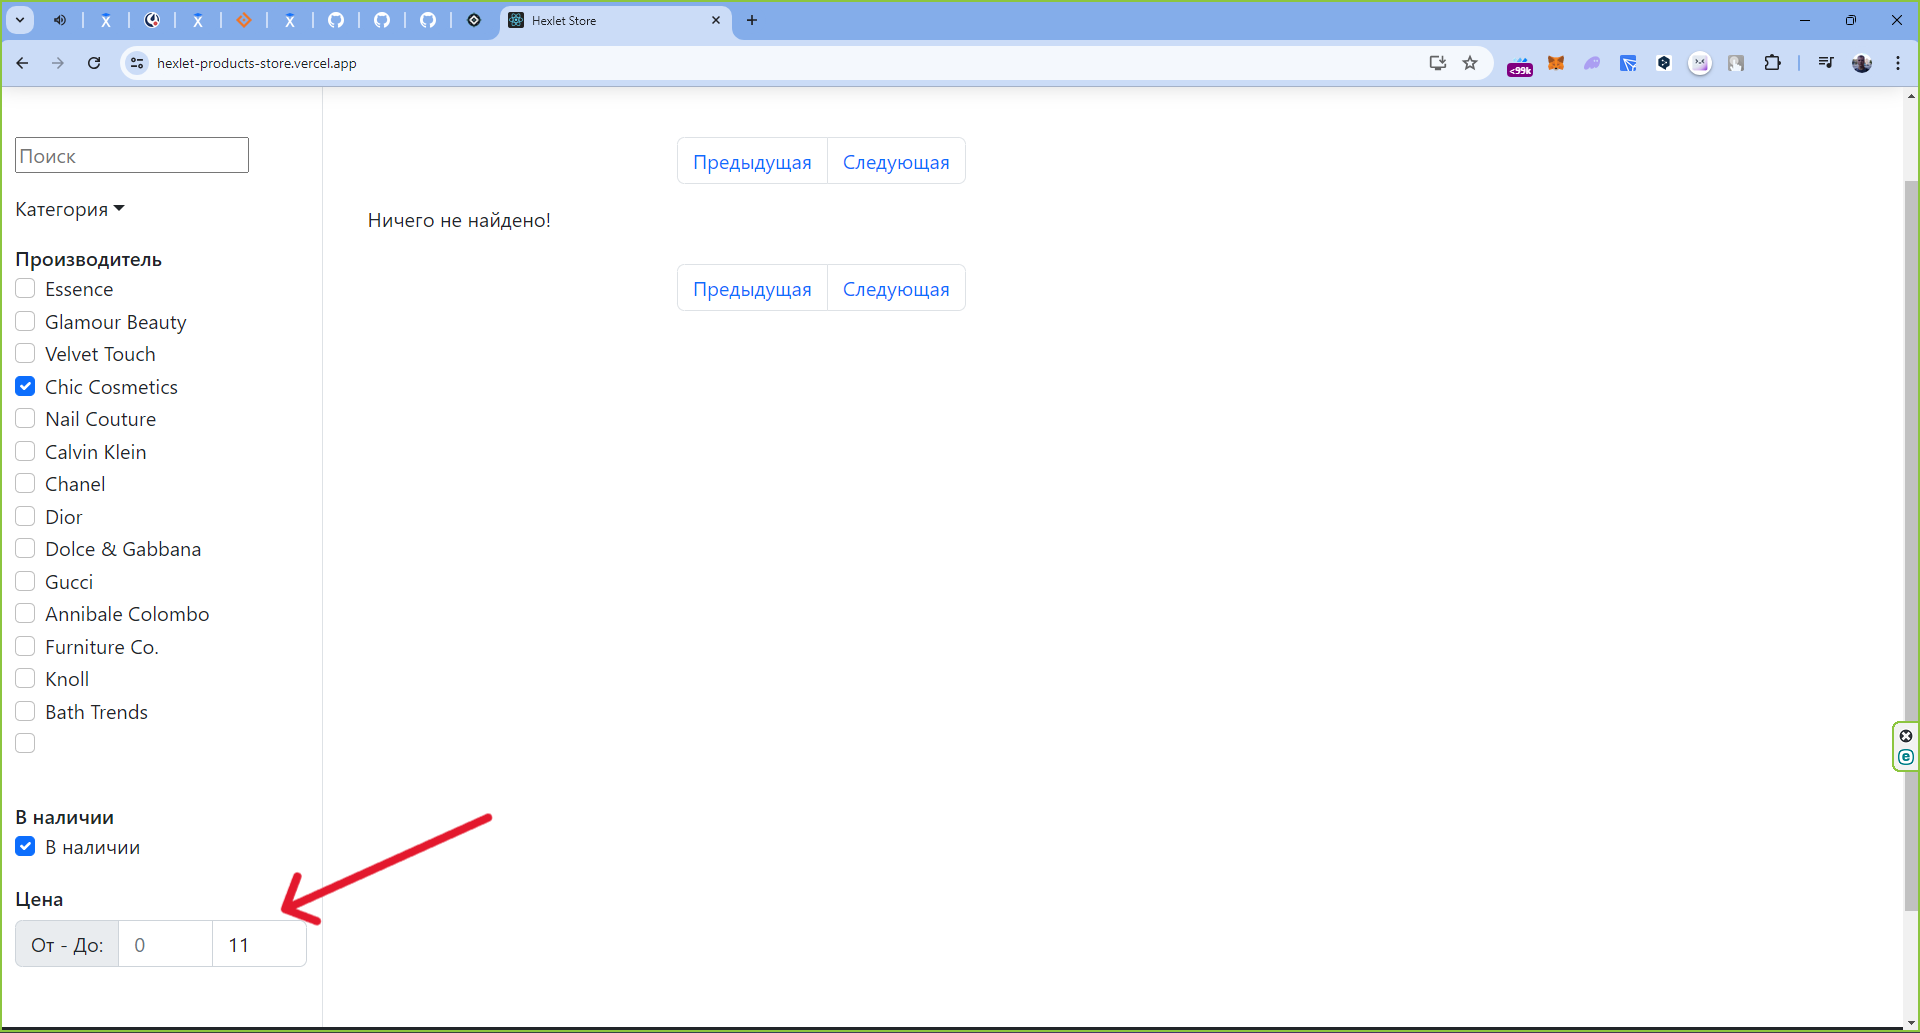 Hexlet Store
hexlet-products-store.vercel.app
<99k
Поиск
Категория
Производитель
Essence
Glamour Beauty
Velvet Touch
Chic Cosmetics
Nail Couture
Calvin Klein
Chanel
Dior
Dolce & Gabbana
Gucci
Annibale Colombo
Furniture Co.
Knoll
Bath Trends
В наличии
В наличии
Цена
От - До: 0 11
Предыдущая Следующая
Ничего не найдено!
Предыдущая Следующая